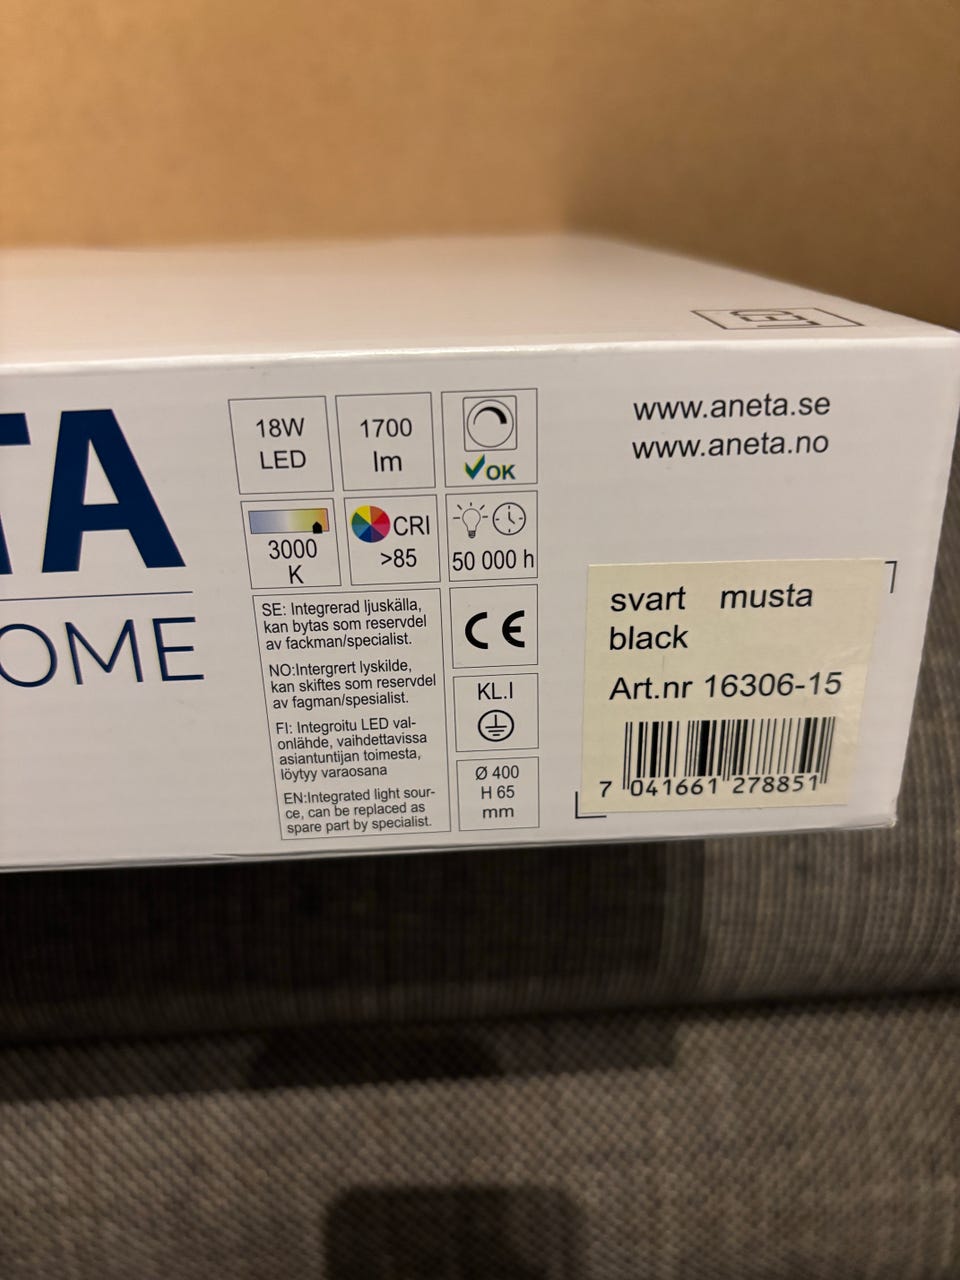 TA
OME
18W
LED
1700
lm
OK
3000
K
CRI
>85
50 000 h
SE: Integrerad ljuskälla,
kan bytas som reservdel
av fackman/specialist.
NO:Intergrert lyskilde,
kan skiftes som reservdel
av fagman/spesialist.
FI: Integroitu LED val-
onlähde, vaihdettavissa
asiantuntijan toimesta,
löytyy varaosana
EN:Integrated light sour-
ce, can be replaced as
spare part by specialist.
CE
KL.I
Ø 400
H 65
mm
www.aneta.se
www.aneta.no
svart musta
black
Art.nr 16306-15
7 041661 278851